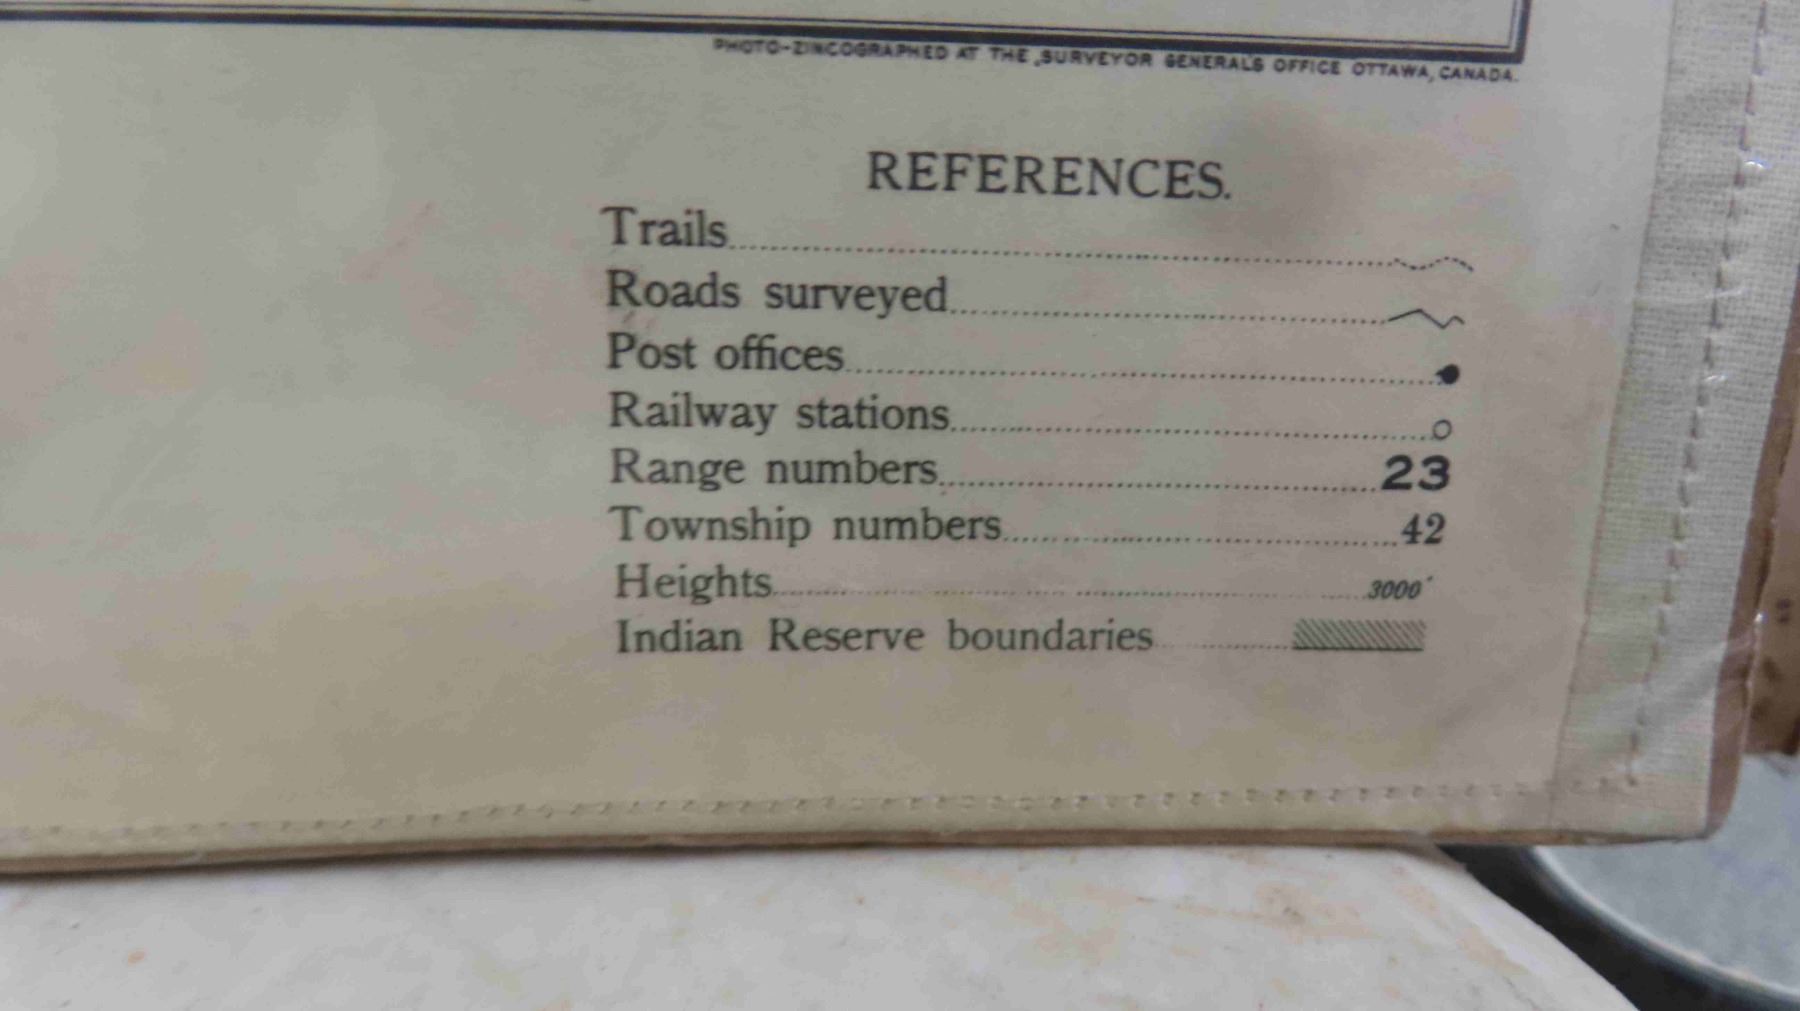 PHOTO-ZINCOGRAPHED AT THE SURVEYOR GENERAL'S OFFICE OTTAWA, CANADA.
REFERENCES.
Trails
Roads surveyed
Post offices
Railway stations
Range numbers 23
Township numbers 42
Heights 3000'
Indian Reserve boundaries